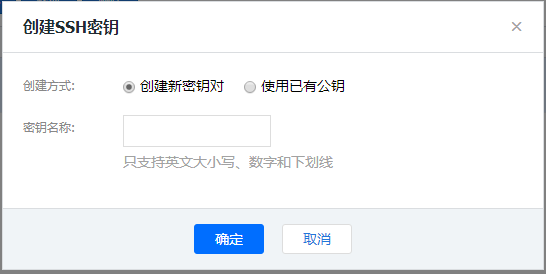 创建SSH密钥
创建方式:
创建新密钥对
使用已有公钥
密钥名称:
只支持英文大小写、数字和下划线
确定
取消